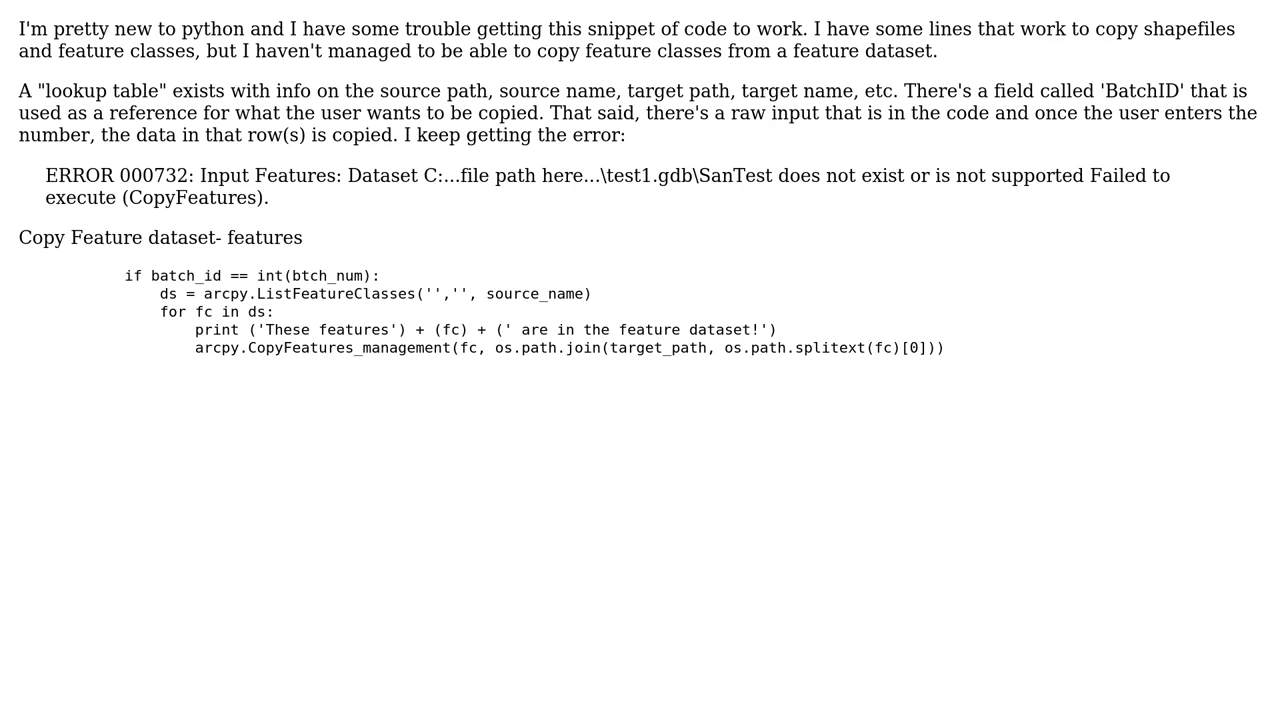 I'm pretty new to python and I have some trouble getting this snippet of code to work. I have some lines that work to copy shapefiles
and feature classes, but I haven't managed to be able to copy feature classes from a feature dataset.
A "lookup table" exists with info on the source path, source name, target path, target name, etc. There's a field called 'BatchID' that is
used as a reference for what the user wants to be copied. That said, there's a raw input that is in the code and once the user enters the
number, the data in that row(s) is copied. I keep getting the error:
ERROR 000732: Input Features: Dataset C:...file path here...\test1.gdb\SanTest does not exist or is not supported Failed to
execute (CopyFeatures).
Copy Feature dataset- features
if batch_id == int(btch_num):
    ds = arcpy.ListFeatureClasses('','', source_name)
    for fc in ds:
        print ('These features') + (fc) + (' are in the feature dataset!')
        arcpy.CopyFeatures_management(fc, os.path.join(target_path, os.path.splitext(fc)[0]))